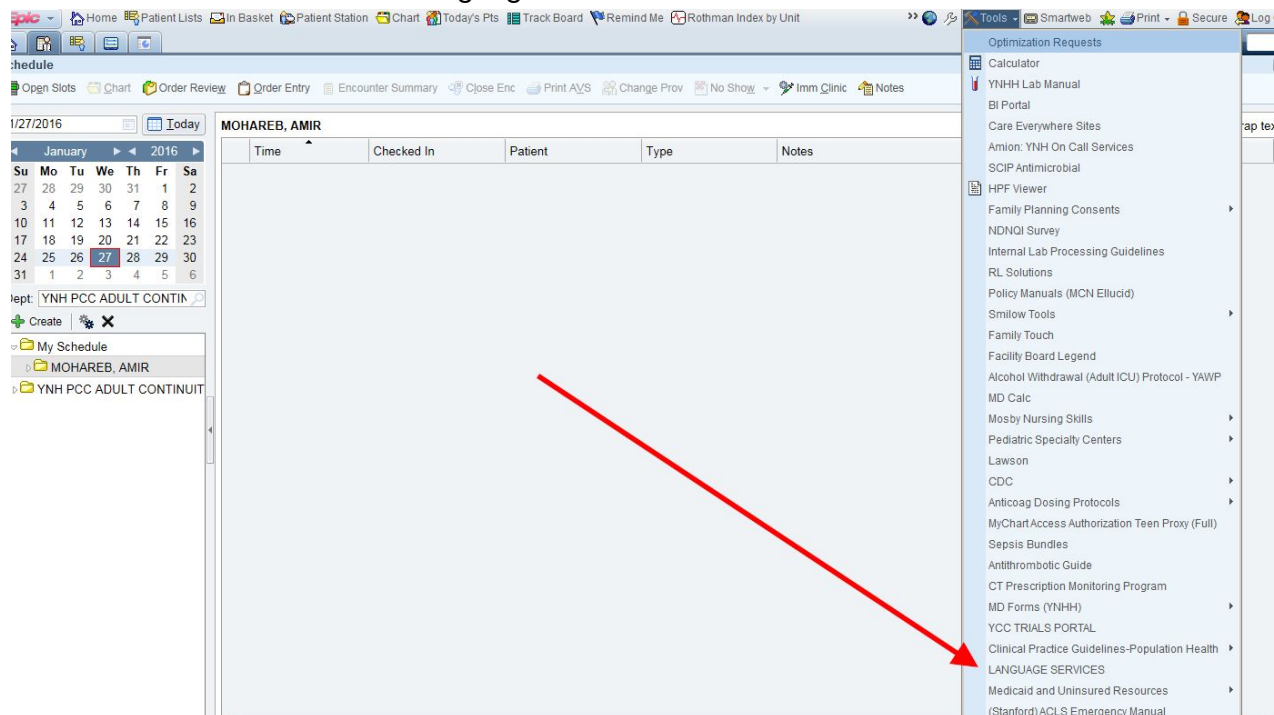 Epic Home Patient Lists In Basket Patient Station Chart Today's Pts Track Board Remind Me Rothman Index by Unit » Tools Smartweb Print Secure Log
Schedule
Open Slots Chart Order Review Order Entry Encounter Summary Close Enc Print AVS Change Prov No Show Imm Clinic Notes
1/27/2016 Today
MOHAREB, AMIR
Time Checked In Patient Type Notes
January 2016
Su Mo Tu We Th Fr Sa
27 28 29 30 31 1 2
3 4 5 6 7 8 9
10 11 12 13 14 15 16
17 18 19 20 21 22 23
24 25 26 27 28 29 30
31 1 2 3 4 5 6
Dept: YNH PCC ADULT CONTIN
Create
My Schedule
MOHAREB, AMIR
YNH PCC ADULT CONTINUIT
Optimization Requests
Calculator
YNHH Lab Manual
BI Portal
Care Everywhere Sites
Amion: YNH On Call Services
SCIP Antimicrobial
HPF Viewer
Family Planning Consents
NDNQI Survey
Internal Lab Processing Guidelines
RL Solutions
Policy Manuals (MCN Ellucid)
Smilow Tools
Family Touch
Facility Board Legend
Alcohol Withdrawal (Adult ICU) Protocol - YAWP
MD Calc
Mosby Nursing Skills
Pediatric Specialty Centers
Lawson
CDC
Anticoag Dosing Protocols
MyChart Access Authorization Teen Proxy (Full)
Sepsis Bundles
Antithrombotic Guide
CT Prescription Monitoring Program
MD Forms (YNHH)
YCC TRIALS PORTAL
Clinical Practice Guidelines-Population Health
LANGUAGE SERVICES
Medicaid and Uninsured Resources
(Stanford) ACLS Emergency Manual